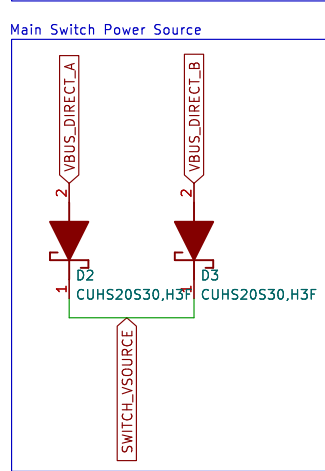 Main Switch Power Source
VBUS_DIRECT_A
VBUS_DIRECT_B
2
2
D2
D3
1
CUHS20S30,H3F
1
CUHS20S30,H3F
SWITCH_VSOURCE